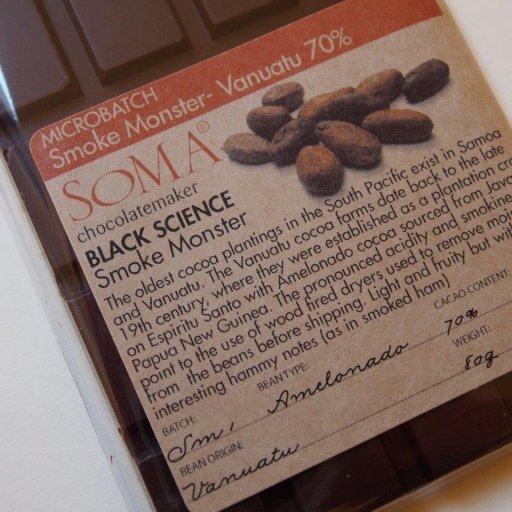 MICROBATCH
Smoke Monster- Vanuatu 70%
SOMA®
chocolatemaker
BLACK SCIENCE
Smoke Monster
The oldest cocoa plantings in the South Pacific exist in Samoa
and Vanuatu. The Vanuatu cocoa farms date back to the late
19th century, where they were established as a plantation
on Espiritu Santo with Amelonado cocoa sourced from Java
Papua New Guinea. The pronounced acidity and
point to the use of wood fired dryers used to remove
from the beans before shipping. Light and fruity but
interesting hammy notes (as in smoked ham)
CACAO CONTENT:
BEAN TYPE: Amelonado 70%
BATCH: Sm1 WEIGHT: 80g
BEAN ORIGIN:
Vanuatu